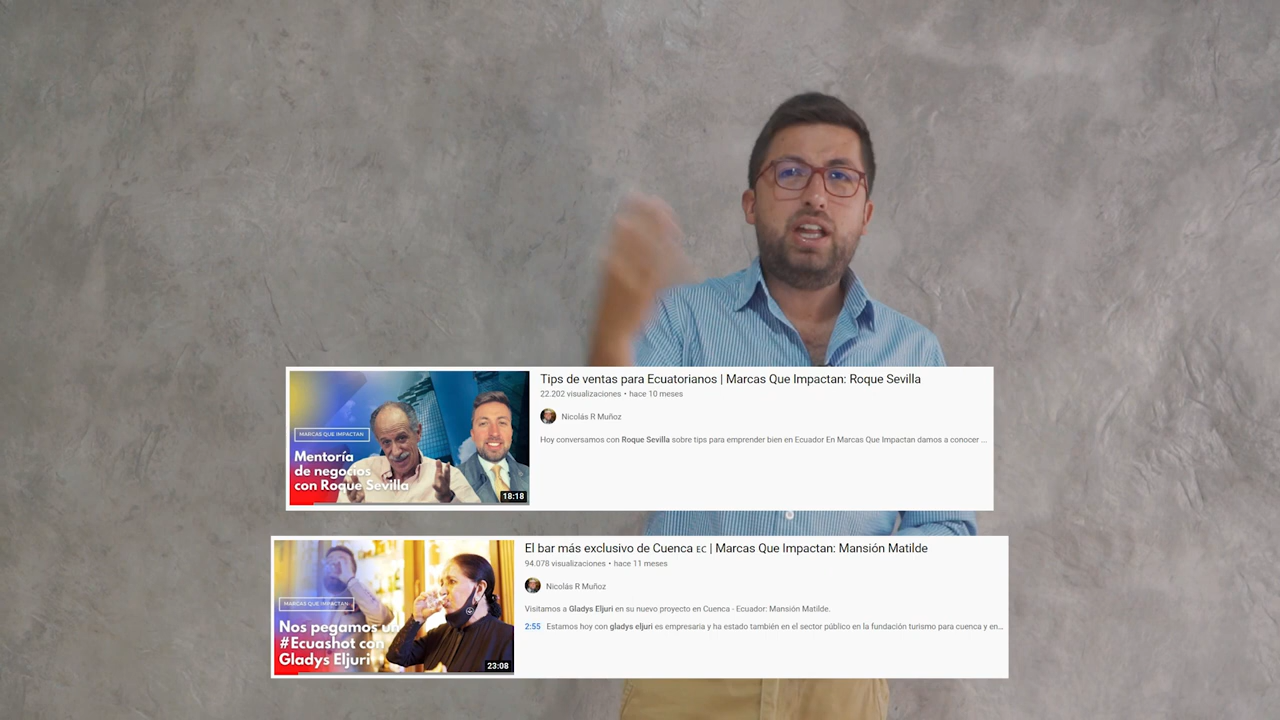 Tips de ventas para Ecuatorianos | Marcas Que Impactan: Roque Sevilla
22.202 visualizaciones • hace 10 meses
Nicolás R Muñoz
Hoy conversamos con Roque Sevilla sobre tips para emprender bien en Ecuador En Marcas Que Impactan damos a conocer ...
MARCAS QUE IMPACTAN
Mentoría
de negocios
con Roque Sevilla
18:18
El bar más exclusivo de Cuenca EC | Marcas Que Impactan: Mansión Matilde
94.078 visualizaciones • hace 11 meses
Nicolás R Muñoz
Visitamos a Gladys Eljuri en su nuevo proyecto en Cuenca - Ecuador: Mansión Matilde.
2:55 Estamos hoy con gladys eljuri es empresaria y ha estado también en el sector público en la fundación turismo para cuenca y en...
MARCAS QUE IMPACTAN
Nos pegamos un
#Ecuashot con
Gladys Eljuri
23:08